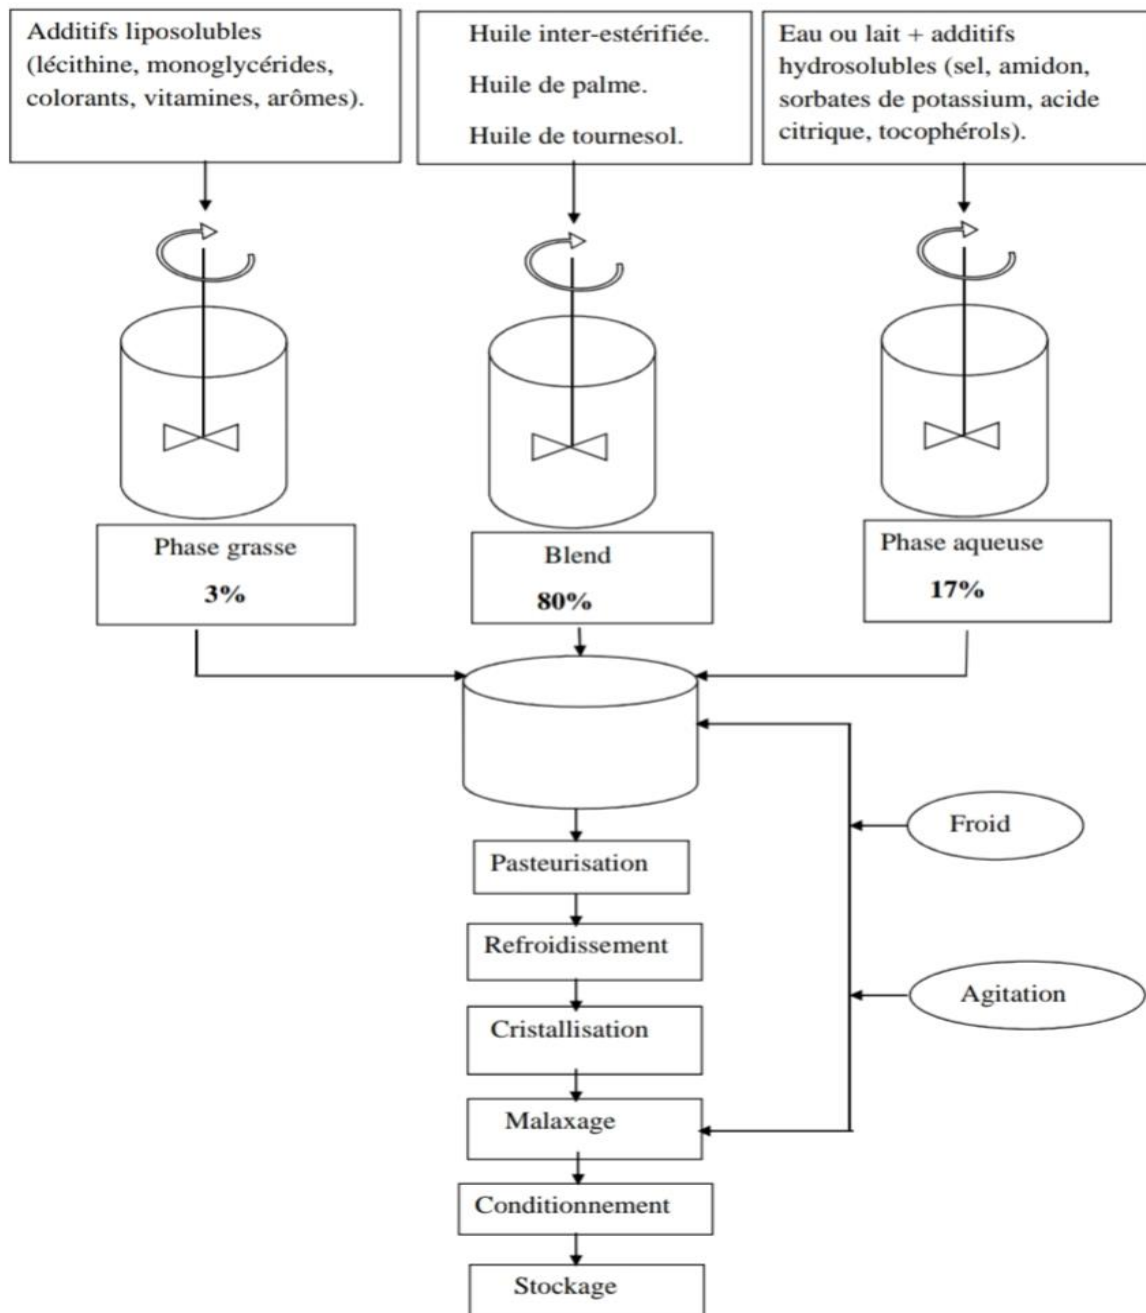 Additifs liposolubles
(lécithine, monoglycérides,
colorants, vitamines, arômes).
Huile inter-estérifiée.
Huile de palme.
Huile de tournesol.
Eau ou lait + additifs
hydrosolubles (sel, amidon,
sorbates de potassium, acide
citrique, tocophérols).
Phase grasse
3%
Blend
80%
Phase aqueuse
17%
Froid
Pasteurisation
Refroidissement
Agitation
Cristallisation
Malaxage
Conditionnement
Stockage